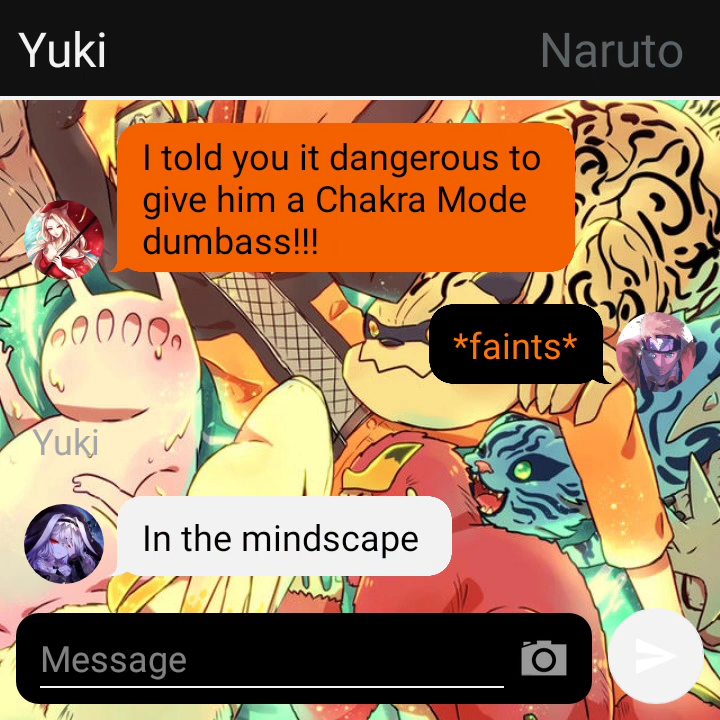 Yuki
Naruto
I told you it dangerous to
give him a Chakra Mode
dumbass!!!
*faints*
Yuki
In the mindscape
Message